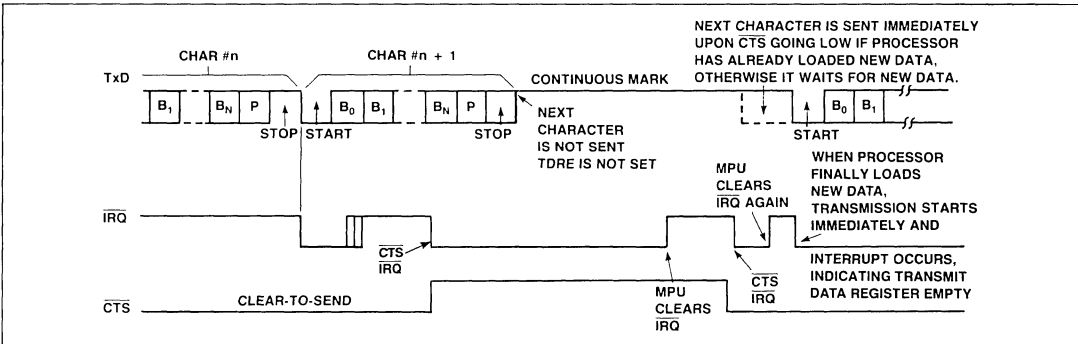 NEXT CHARACTER IS SENT IMMEDIATELY
UPON CTS GOING LOW IF PROCESSOR
HAS ALREADY LOADED NEW DATA,
OTHERWISE IT WAITS FOR NEW DATA.
CHAR #n
CHAR #n + 1
TxD
CONTINUOUS MARK
B1
BN
P
B0
B1
BN
P
B0
B1
STOP
START
STOP
START
NEXT
CHARACTER
IS NOT SENT
TDRE IS NOT SET
MPU
CLEARS
IRQ AGAIN
WHEN PROCESSOR
FINALLY LOADS
NEW DATA,
TRANSMISSION STARTS
IMMEDIATELY AND
IRQ
CTS
IRQ
CTS
IRQ
INTERRUPT OCCURS,
INDICATING TRANSMIT
DATA REGISTER EMPTY
CTS
CLEAR-TO-SEND
MPU
CLEARS
IRQ